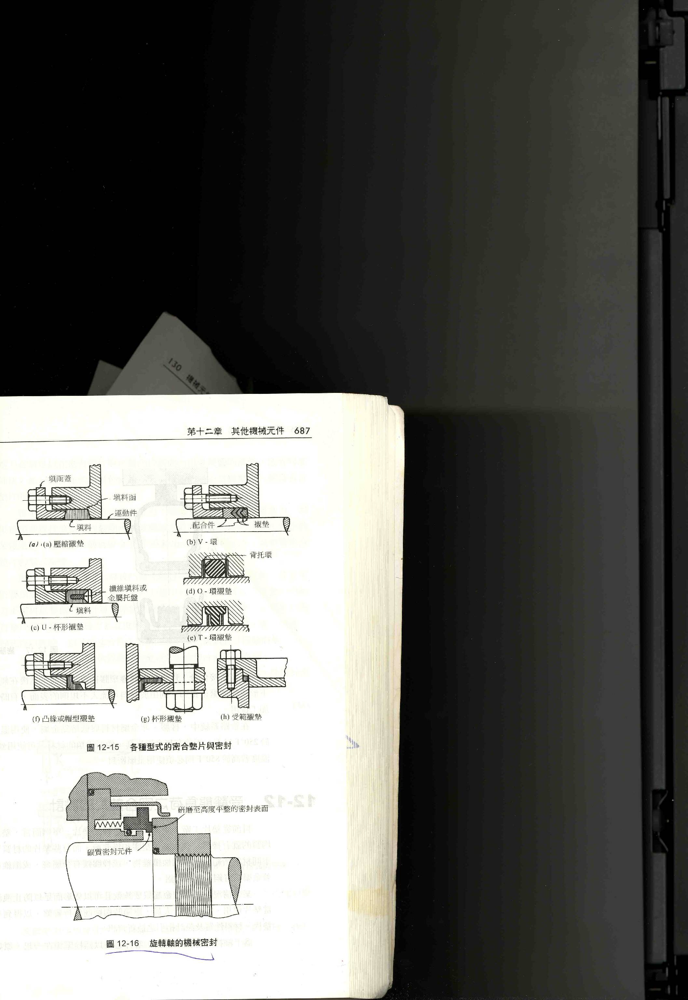 130 機械元
第十二章 其他機械元件 687
填函蓋
填料函
運動件
填料
(a) (a) 壓縮襯墊
配合件
襯墊
(b) V - 環
背托環
(d) O - 環襯墊
纖維填料或
金屬托盤
填料
(c) U - 杯形襯墊
(e) T - 環襯墊
(f) 凸緣或帽型襯墊
(g) 杯形襯墊
(h) 受範襯墊
圖 12-15 各種型式的密合墊片與密封
研磨至高度平整的密封表面
碳質密封元件
圖 12-16 旋轉軸的機械密封